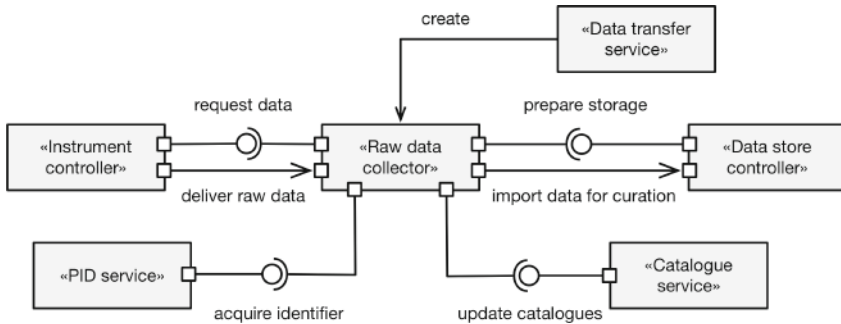 create
«Data transfer
service»
request data
prepare storage
«Instrument
controller»
«Raw data
collector»
«Data store
controller»
deliver raw data
import data for curation
«PID service»
«Catalogue
service»
acquire identifier
update catalogues